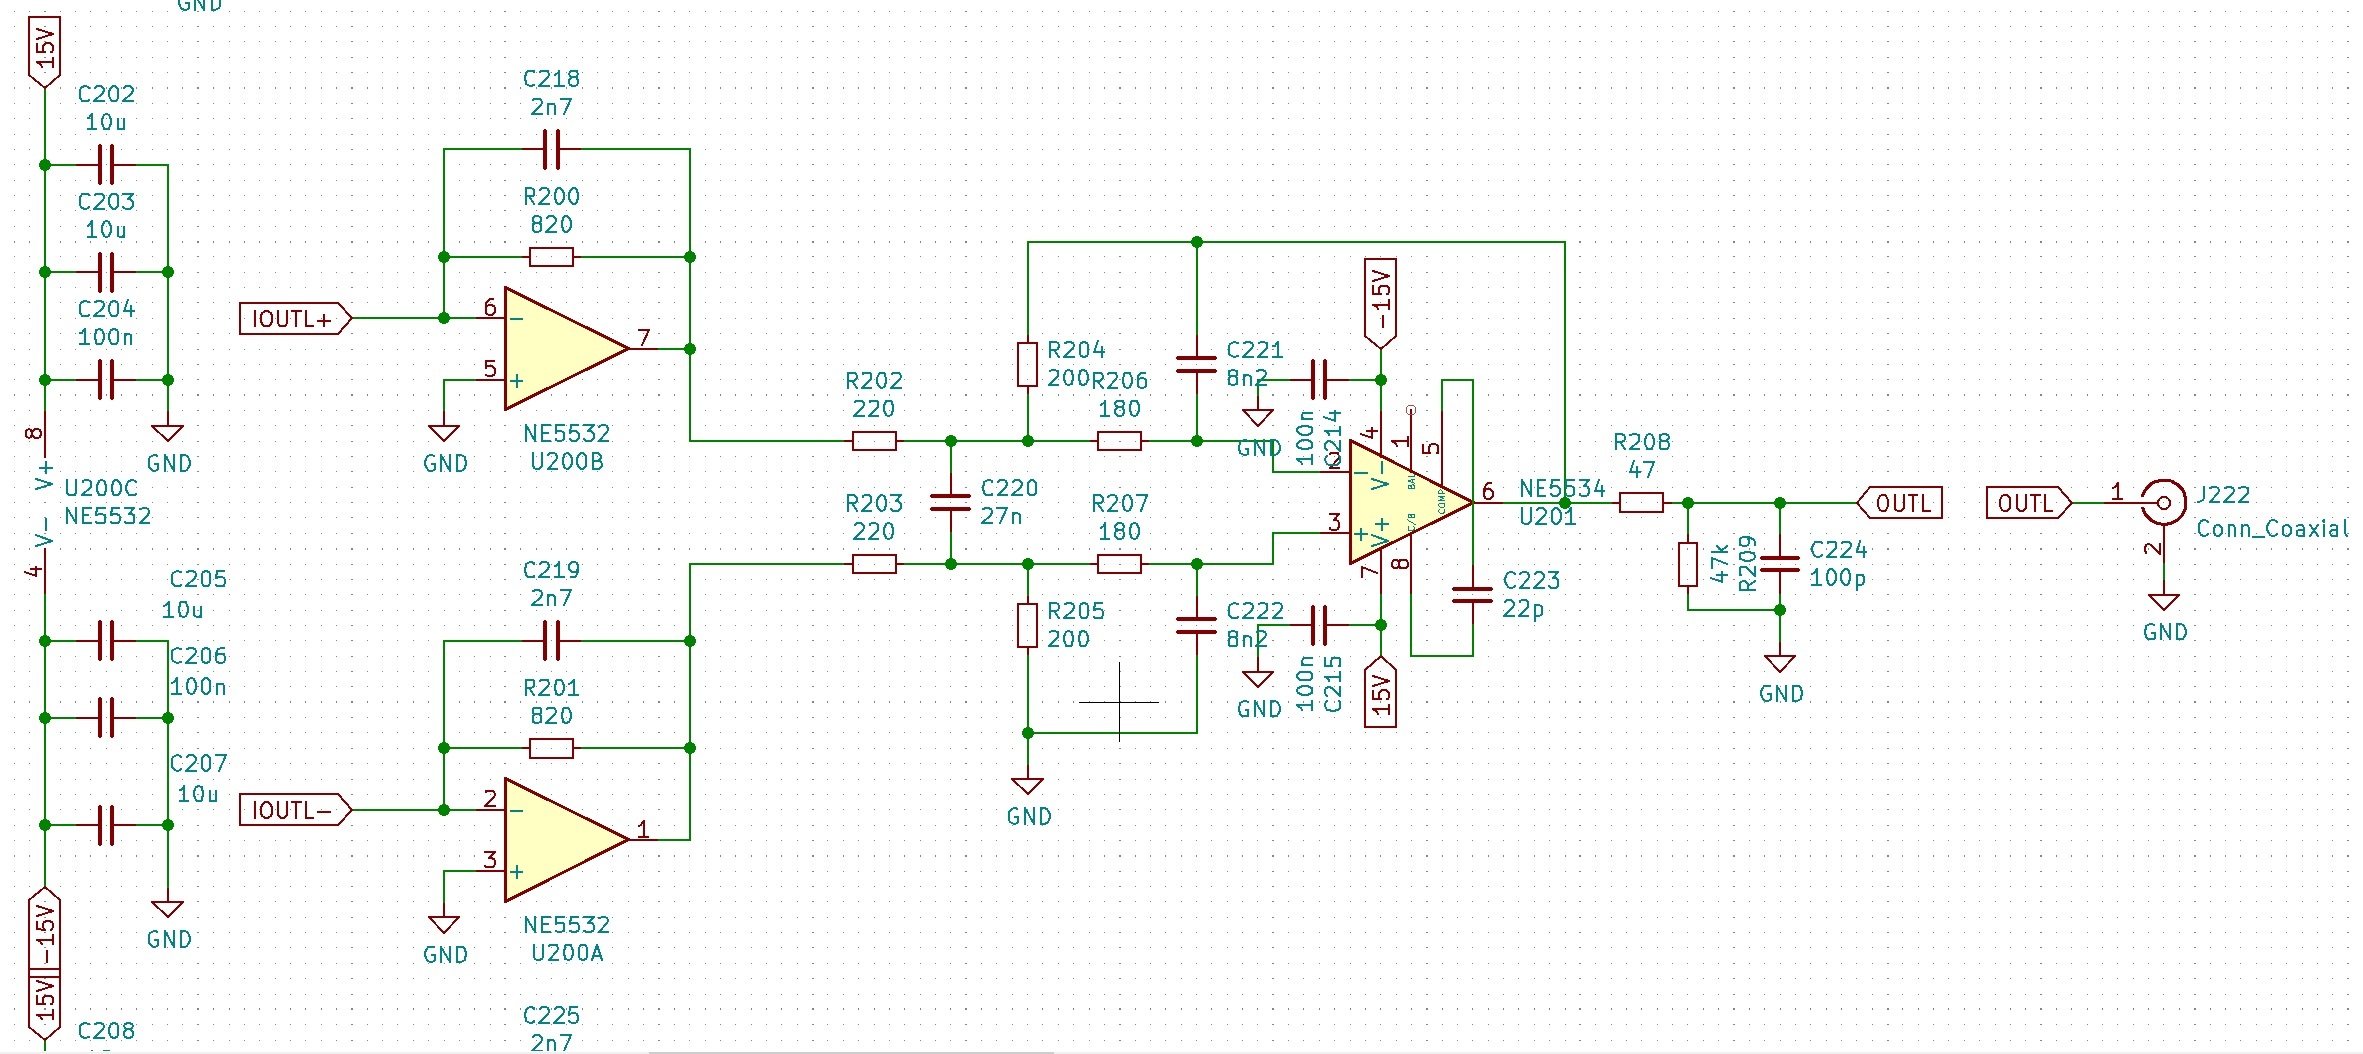 GND
15V
C202
10u
C203
10u
C204
100n
8
GND
V+
U200C
NE5532
V-
4
C205
10u
C206
100n
C207
10u
GND
-15V
15V
C208
C218
2n7
R200
820
IOUTL+
6
-
5
+
7
GND
NE5532
U200B
C219
2n7
R201
820
IOUTL-
2
-
3
+
1
GND
NE5532
U200A
C225
2n7
R202
220
R203
220
C220
27n
R204
200
R206
180
R207
180
R205
200
GND
C221
8n2
C222
8n2
-15V
GND
100n
C214
2
-
3
+
4
V-
1
BAL
5
COMP
6
7
V+
8
C/B
NE5534
U201
GND
100n
C215
15V
C223
22p
R208
47
47k
R209
C224
100p
GND
OUTL
OUTL
1
2
J222
Conn_Coaxial
GND